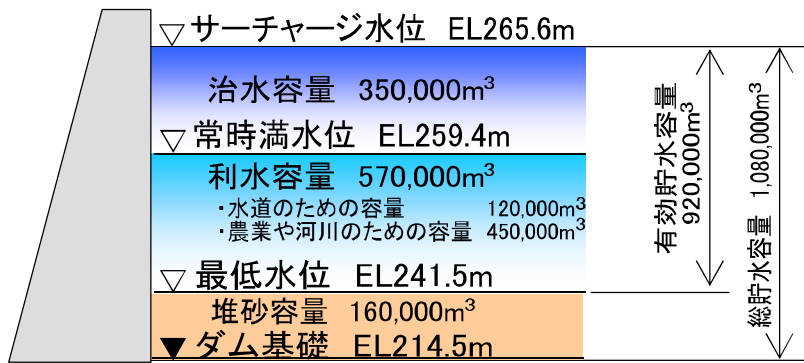 ▽サーチャージ水位 EL265.6m
治水容量 350,000m³
▽常時満水位 EL259.4m
利水容量 570,000m³
・水道のための容量 120,000m³
・農業や河川のための容量 450,000m³
▽最低水位 EL241.5m
堆砂容量 160,000m³
▼ダム基礎 EL214.5m
有効貯水容量
920,000m³
総貯水容量 1,080,000m³